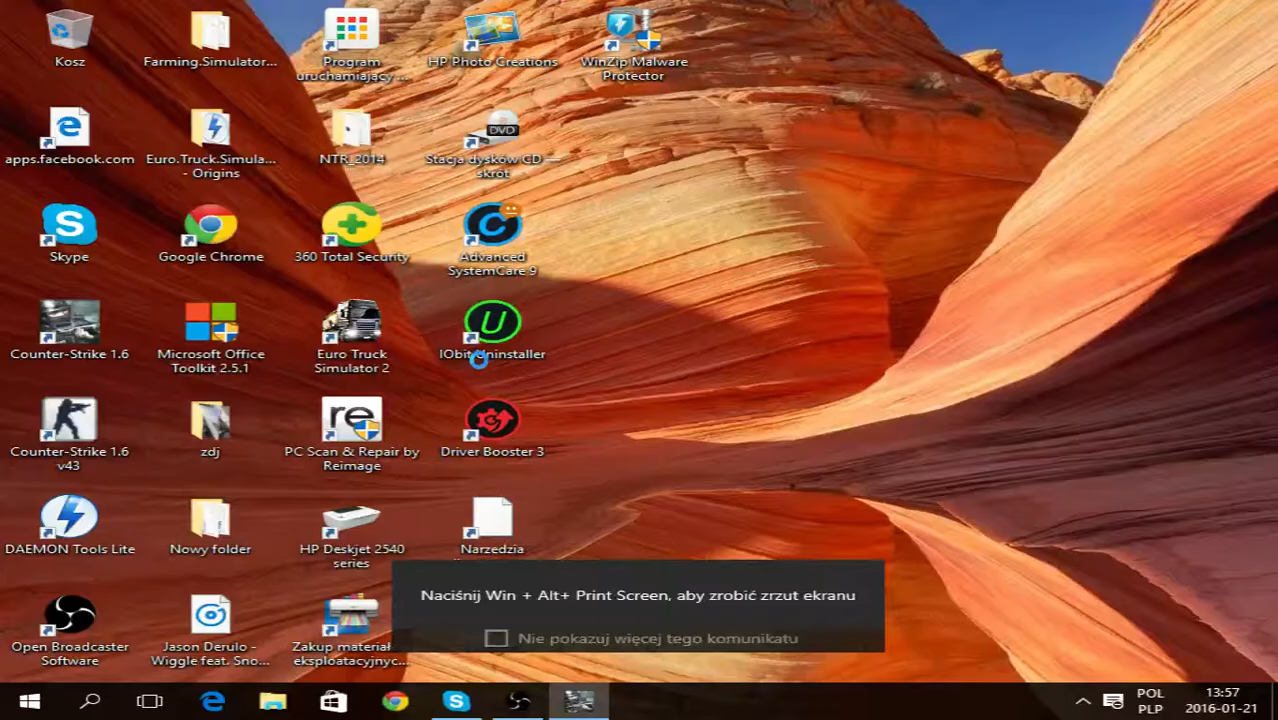 Kosz
Farming.Simulator...
Program
uruchamiający ...
HP Photo Creations
WinZip Malware
Protector
apps.facebook.com
Euro.Truck.Simula...
- Origins
NTR_2014
DVD
Stacja dysków CD —
skrót
Skype
Google Chrome
360 Total Security
Advanced
SystemCare 9
Counter-Strike 1.6
Microsoft Office
Toolkit 2.5.1
Euro Truck
Simulator 2
IObit Uninstaller
Counter-Strike 1.6
v43
zdj
re
PC Scan & Repair by
Reimage
Driver Booster 3
DAEMON Tools Lite
Nowy folder
HP Deskjet 2540
series
Narzedzia
Open Broadcaster
Software
Jason Derulo -
Wiggle feat. Sno...
Zakup materiał
eksploatacyjnyc...
Naciśnij Win + Alt+ Print Screen, aby zrobić zrzut ekranu
Nie pokazuj więcej tego komunikatu
POL
PLP
13:57
2016-01-21